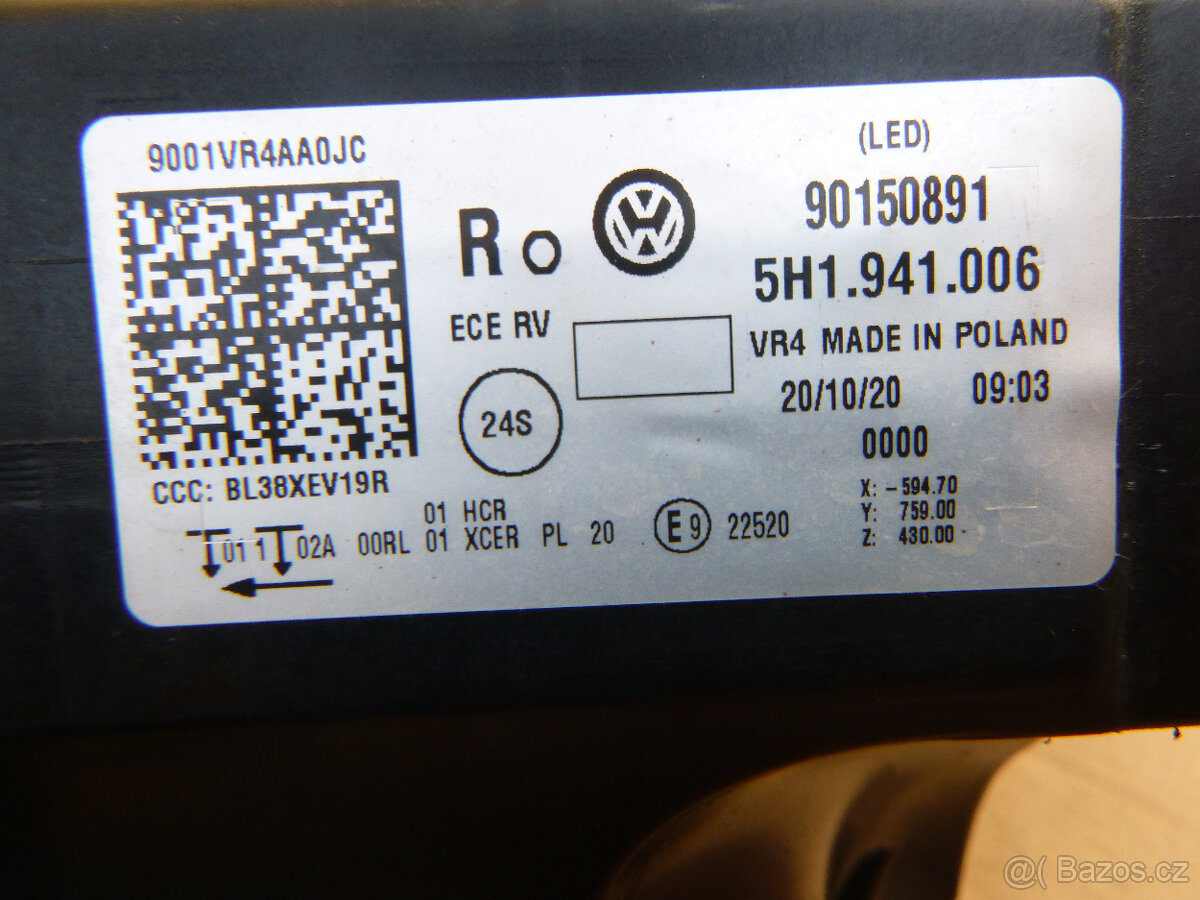 9001VR4AA0JC
(LED)
R
90150891
5H1.941.006
ECE RV
VR4 MADE IN POLAND
24S
20/10/20 09:03
0000
CCC: BL38XEV19R
X: -594.70
Y: 759.00
Z: 430.00
01 HCR
01 1 02A 00RL 01 XCER PL 20 E9 22520
@( Bazos.cz